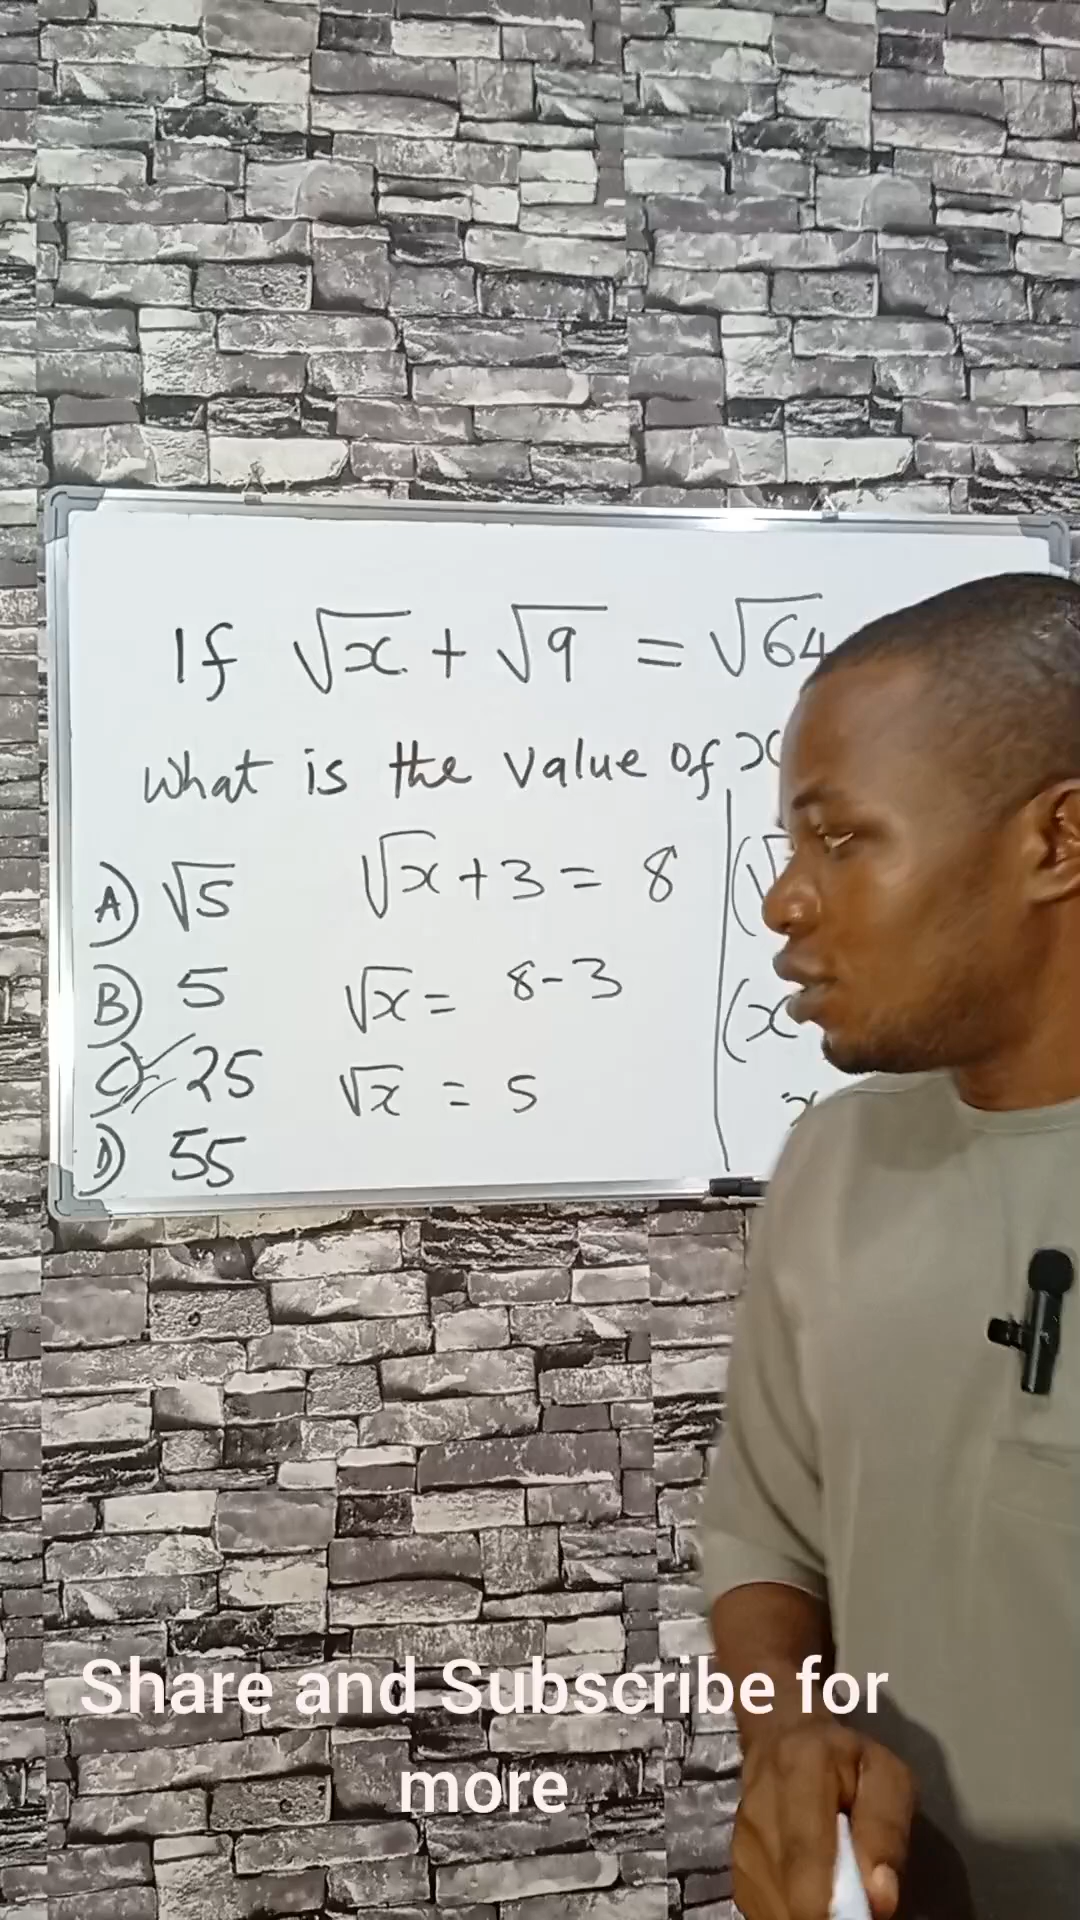 If √x + √9 = √64
What is the value of x
A) √5
√x + 3 = 8
(√
B) 5
√x = 8 - 3
(x
C) 25
√x = 5
x
D) 55
Share and Subscribe for
more